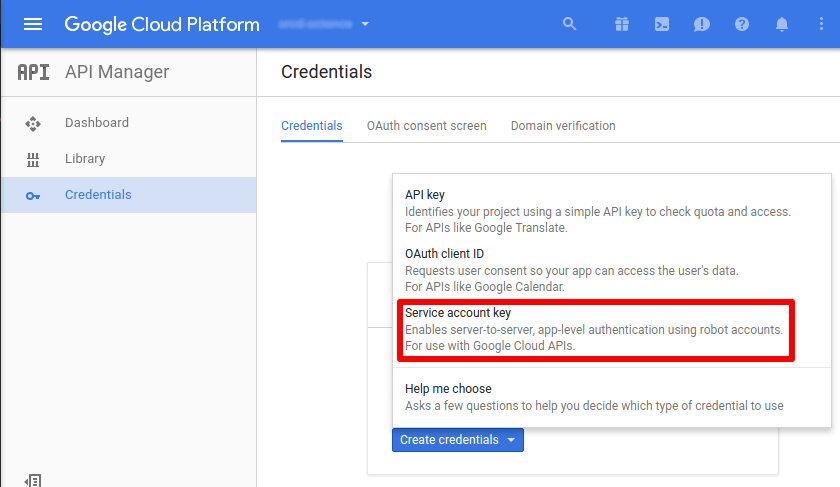 Google Cloud Platform
API API Manager
Credentials
Dashboard
Library
Credentials
Credentials OAuth consent screen Domain verification
API key
Identifies your project using a simple API key to check quota and access.
For APIs like Google Translate.
OAuth client ID
Requests user consent so your app can access the user's data.
For APIs like Google Calendar.
Service account key
Enables server-to-server, app-level authentication using robot accounts.
For use with Google Cloud APIs.
Help me choose
Asks a few questions to help you decide which type of credential to use
Create credentials